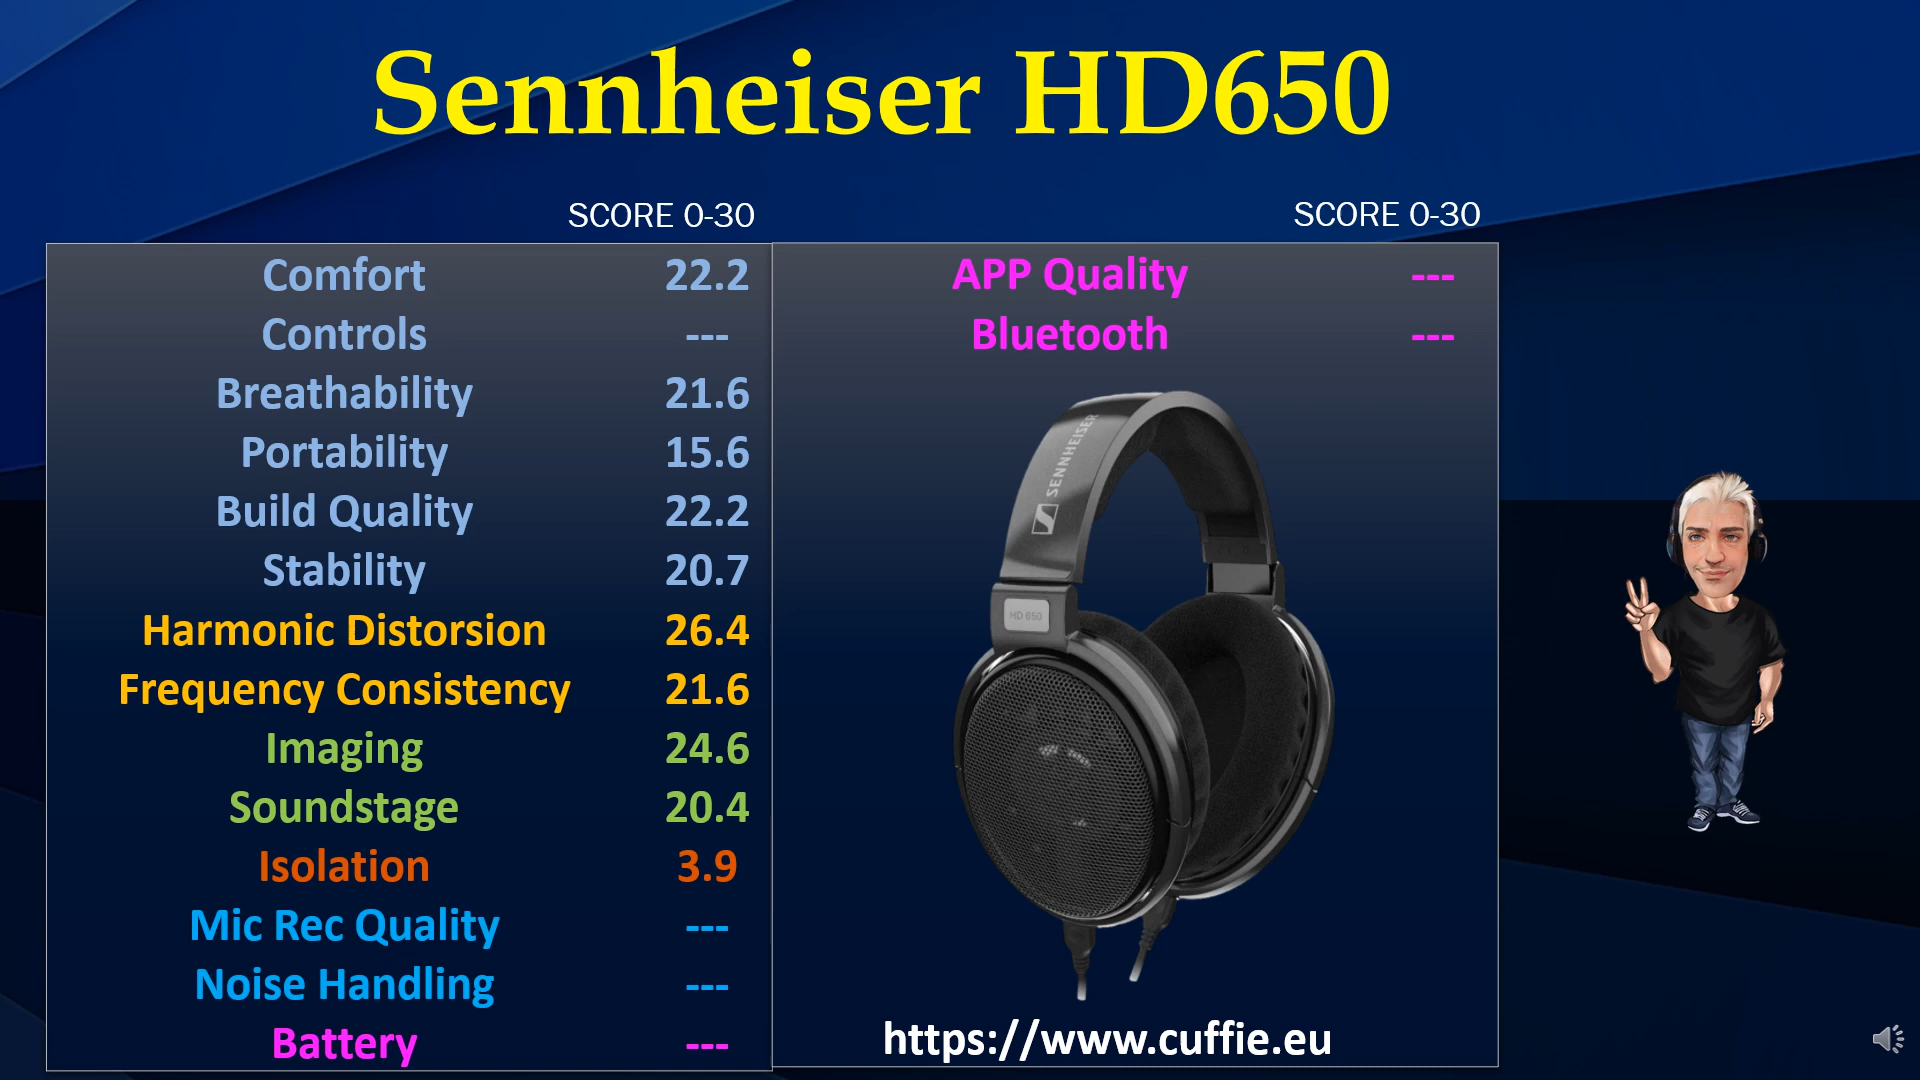 Sennheiser HD650
SCORE 0-30
SCORE 0-30
Comfort 22.2
Controls ---
Breathability 21.6
Portability 15.6
Build Quality 22.2
Stability 20.7
Harmonic Distorsion 26.4
Frequency Consistency 21.6
Imaging 24.6
Soundstage 20.4
Isolation 3.9
Mic Rec Quality ---
Noise Handling ---
Battery ---
APP Quality ---
Bluetooth ---
SENNHEISER
HD 650
https://www.cuffie.eu